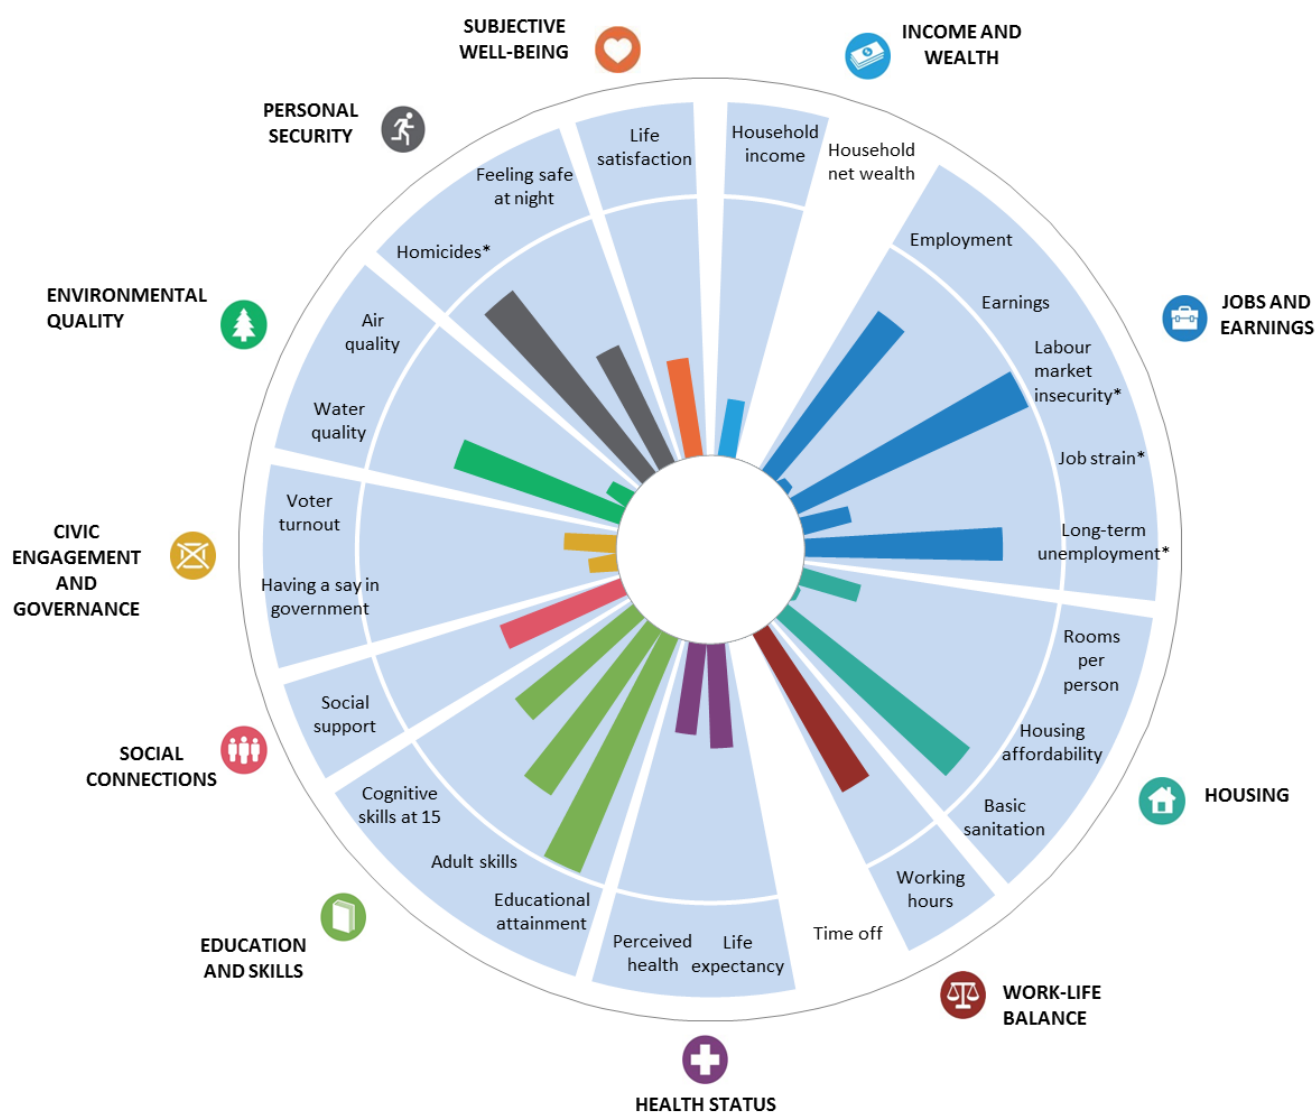 SUBJECTIVE
WELL-BEING
INCOME AND
WEALTH
PERSONAL
SECURITY
Life
satisfaction
Household
income
Household
net wealth
Feeling safe
at night
Homicides*
Employment
ENVIRONMENTAL
QUALITY
Air
quality
Water
quality
Earnings
Labour
market
insecurity*
JOBS AND
EARNINGS
Job strain*
Long-term
unemployment*
CIVIC
ENGAGEMENT
AND
GOVERNANCE
Voter
turnout
Having a say in
government
Rooms
per
person
Housing
affordability
Basic
sanitation
HOUSING
SOCIAL
CONNECTIONS
Social
support
Cognitive
skills at 15
Adult skills
Educational
attainment
EDUCATION
AND SKILLS
Perceived
health
Life
expectancy
Time off
Working
hours
WORK-LIFE
BALANCE
HEALTH STATUS